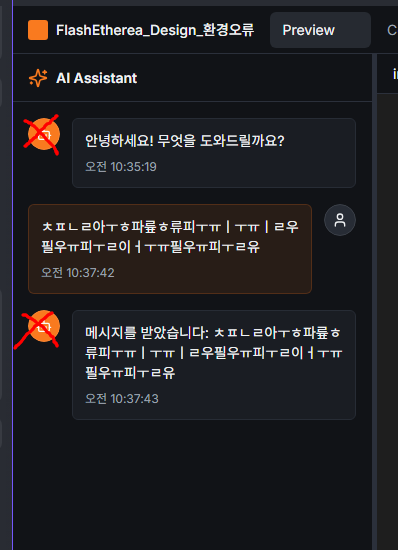 FlashEtherea_Design_환경오류
Preview
C
AI Assistant
안녕하세요! 무엇을 도와드릴까요?
오전 10:35:19
ㅊㅍㄴㄹ아ㅜㅎ파륲ㅎ류피ㅜㅠㅣㅜㅠㅣㄹ우
필우ㅠ피ㅜㄹ이ㅓㅜㅠ필우ㅠ피ㅜㄹ유
오전 10:37:42
메시지를 받았습니다: ㅊㅍㄴㄹ아ㅜㅎ파륲ㅎ
류피ㅜㅠㅣㅜㅠㅣㄹ우필우ㅠ피ㅜㄹ이ㅓㅜㅠ
필우ㅠ피ㅜㄹ유
오전 10:37:43